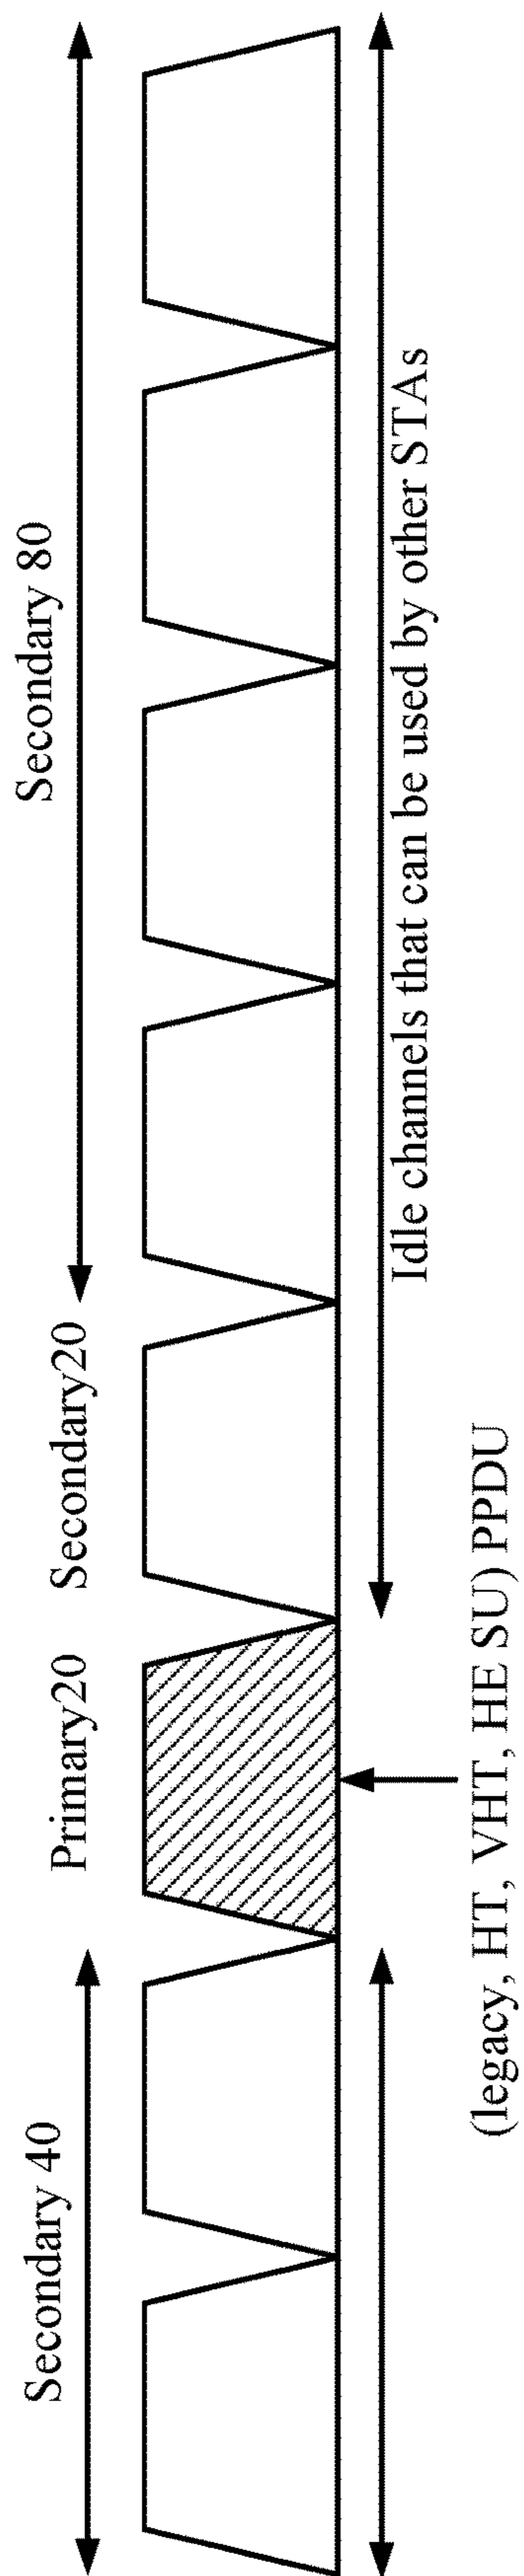 Secondary 40
Primary20
Secondary20
Secondary 80
Idle channels that can be used by other STAs
(legacy, HT, VHT, HE SU) PPDU